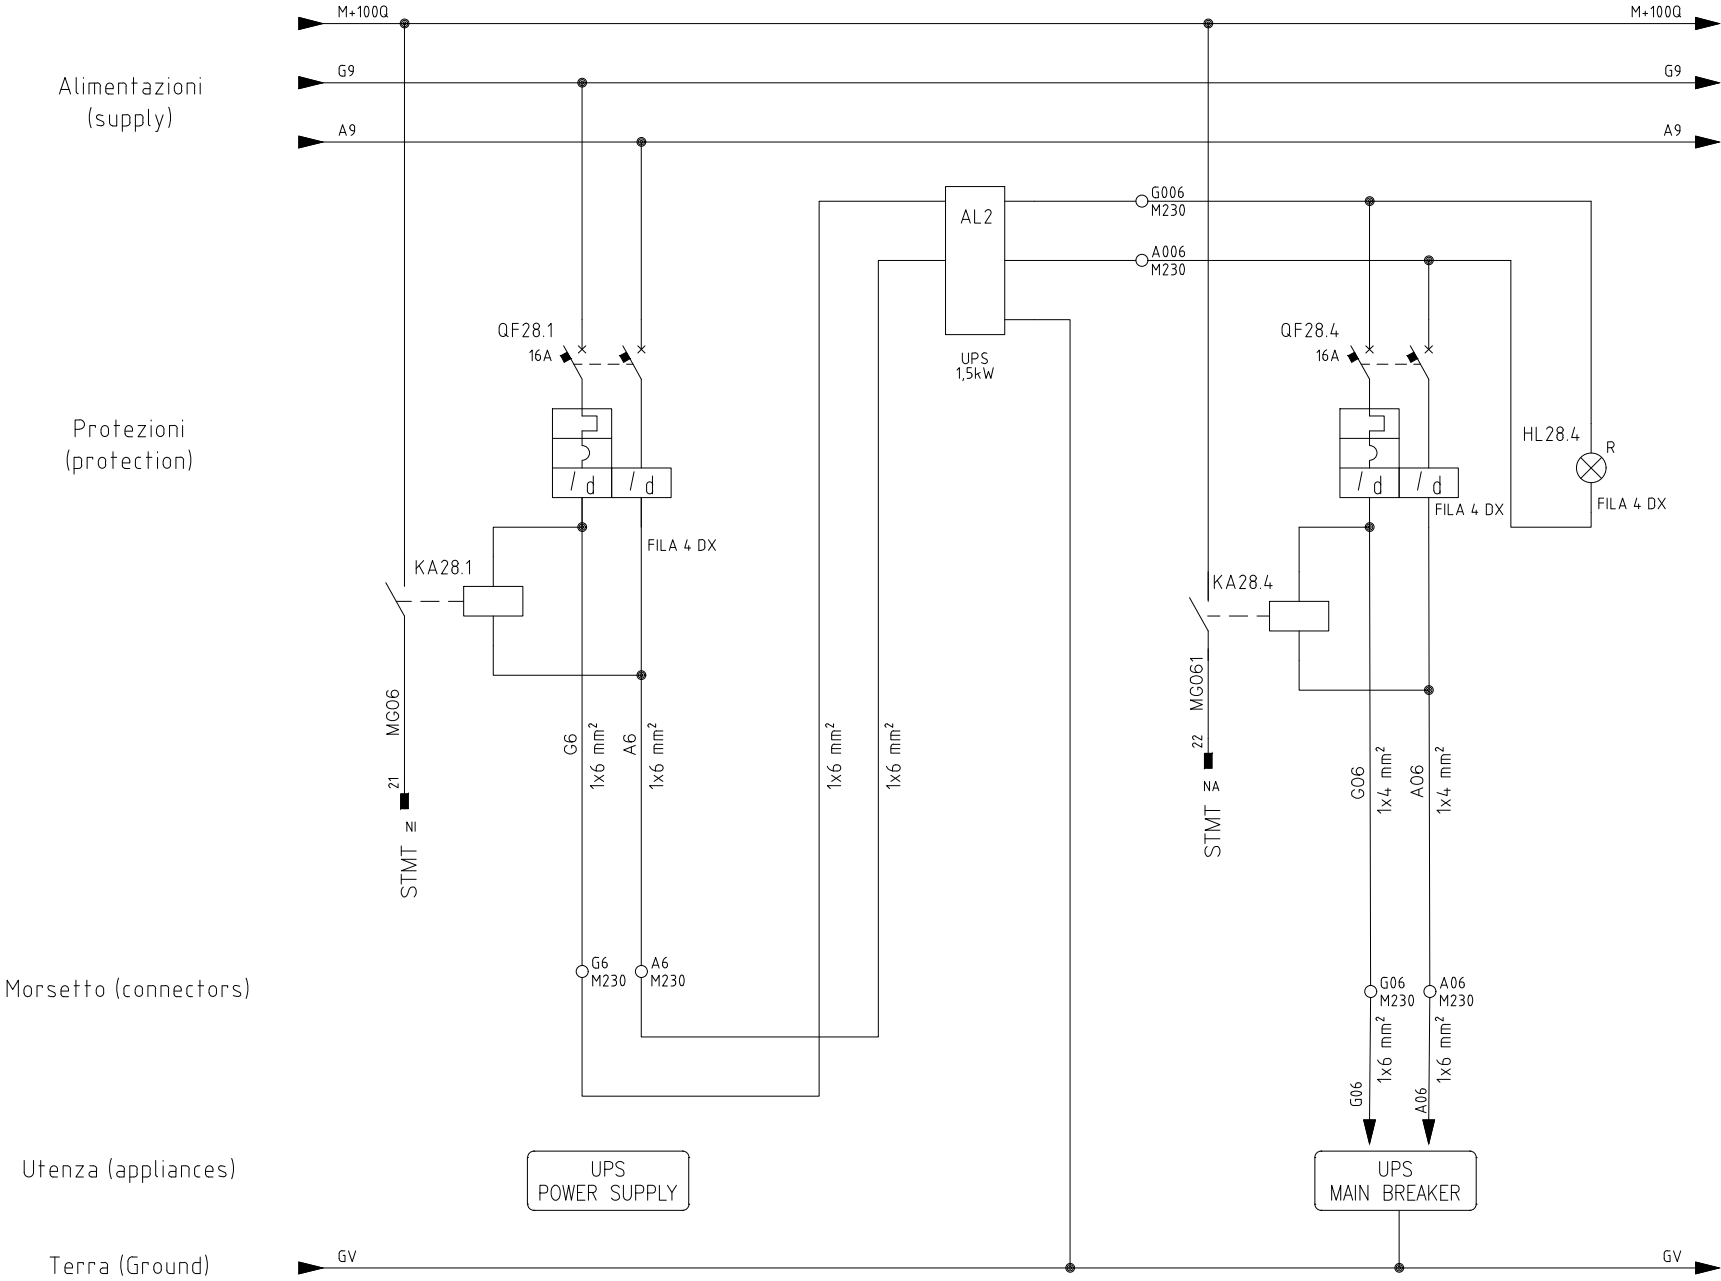 M+100Q
M+100Q
G9
G9
Alimentazioni
(supply)
A9
A9
AL2
G006
M230
A006
M230
QF28.1
16A
UPS
1,5kW
QF28.4
16A
Protezioni
(protection)
HL28.4
R
I d
I d
I d
I d
FILA 4 DX
FILA 4 DX
FILA 4 DX
KA28.1
KA28.4
MG06
MG061
G6
1x6 mm²
A6
1x6 mm²
1x6 mm²
1x6 mm²
G06
1x4 mm²
A06
1x4 mm²
21
22
NI
NA
STMT
STMT
Morsetto (connectors)
G6
M230
A6
M230
G06
M230
A06
M230
1x6 mm²
1x6 mm²
G06
A06
Utenza (appliances)
UPS
POWER SUPPLY
UPS
MAIN BREAKER
Terra (Ground)
GV
GV